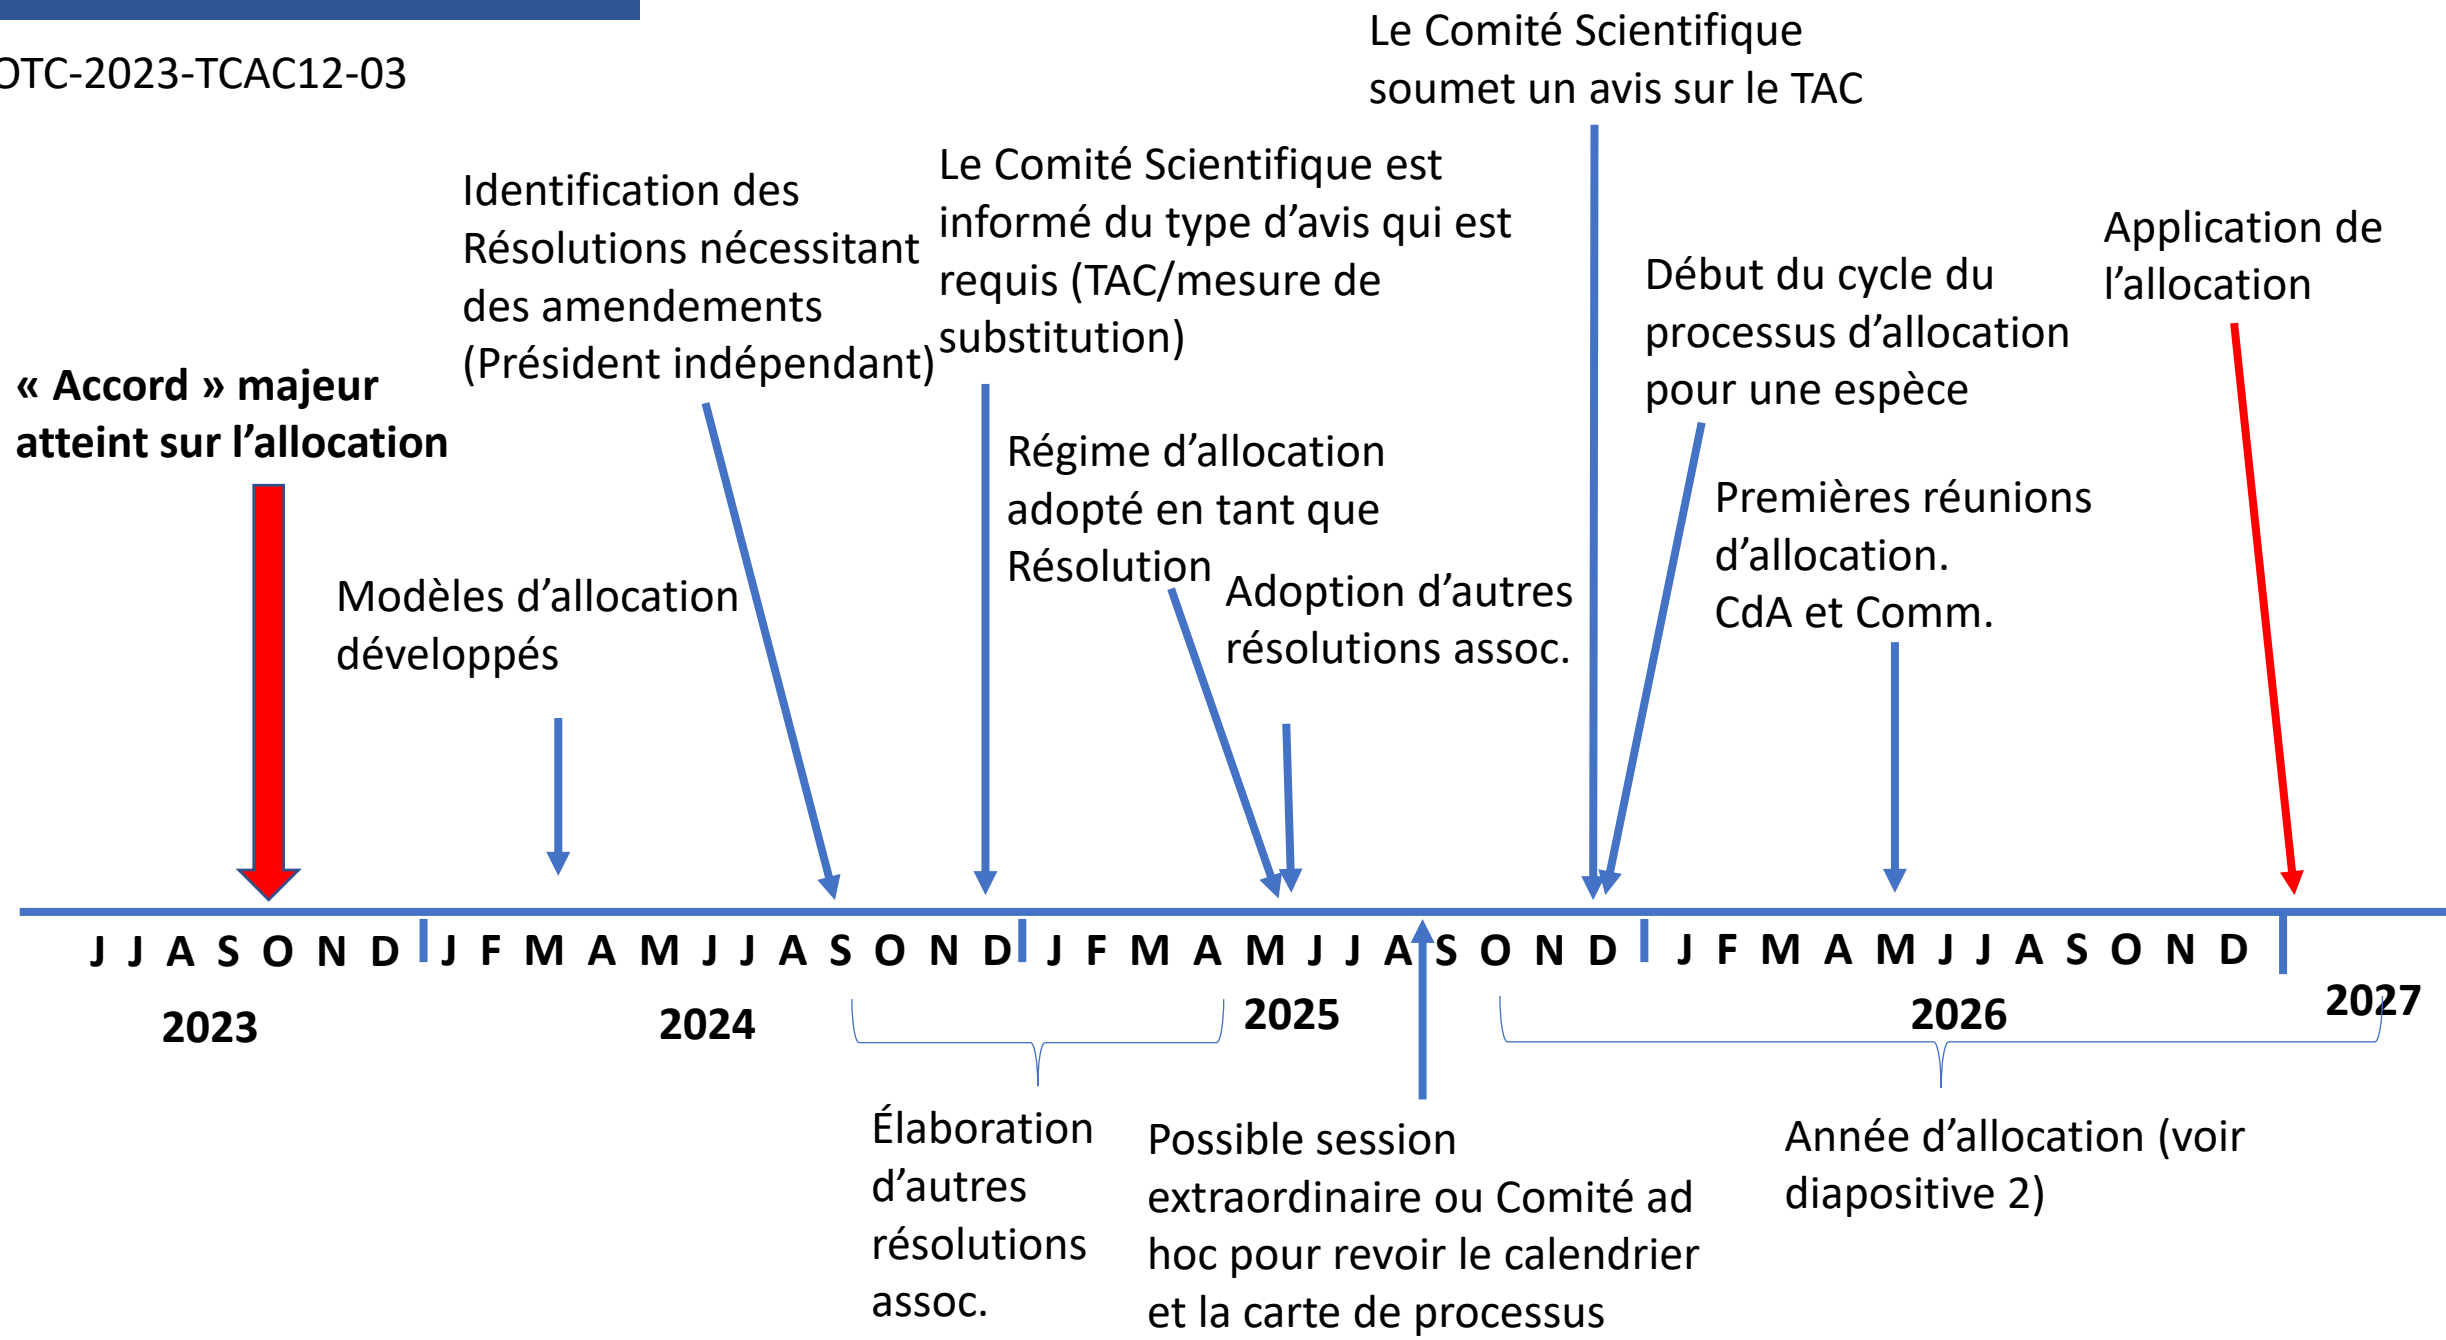 OTC-2023-TCAC12-03
Le Comité Scientifique
soumet un avis sur le TAC
Identification des
Résolutions nécessitant
des amendements
(Président indépendant)
Le Comité Scientifique est
informé du type d’avis qui est
requis (TAC/mesure de
substitution)
Application de
l’allocation
Début du cycle du
processus d’allocation
pour une espèce
« Accord » majeur
atteint sur l’allocation
Régime d’allocation
adopté en tant que
Résolution
Premières réunions
d’allocation.
CdA et Comm.
Modèles d’allocation
développés
Adoption d’autres
résolutions assoc.
J J A S O N D J F M A M J J A S O N D J F M A M J J A S O N D J F M A M J J A S O N D
2023 2024 2025 2026 2027
Élaboration
d’autres
résolutions
assoc.
Possible session
extraordinaire ou Comité ad
hoc pour revoir le calendrier
et la carte de processus
Année d’allocation (voir
diapositive 2)